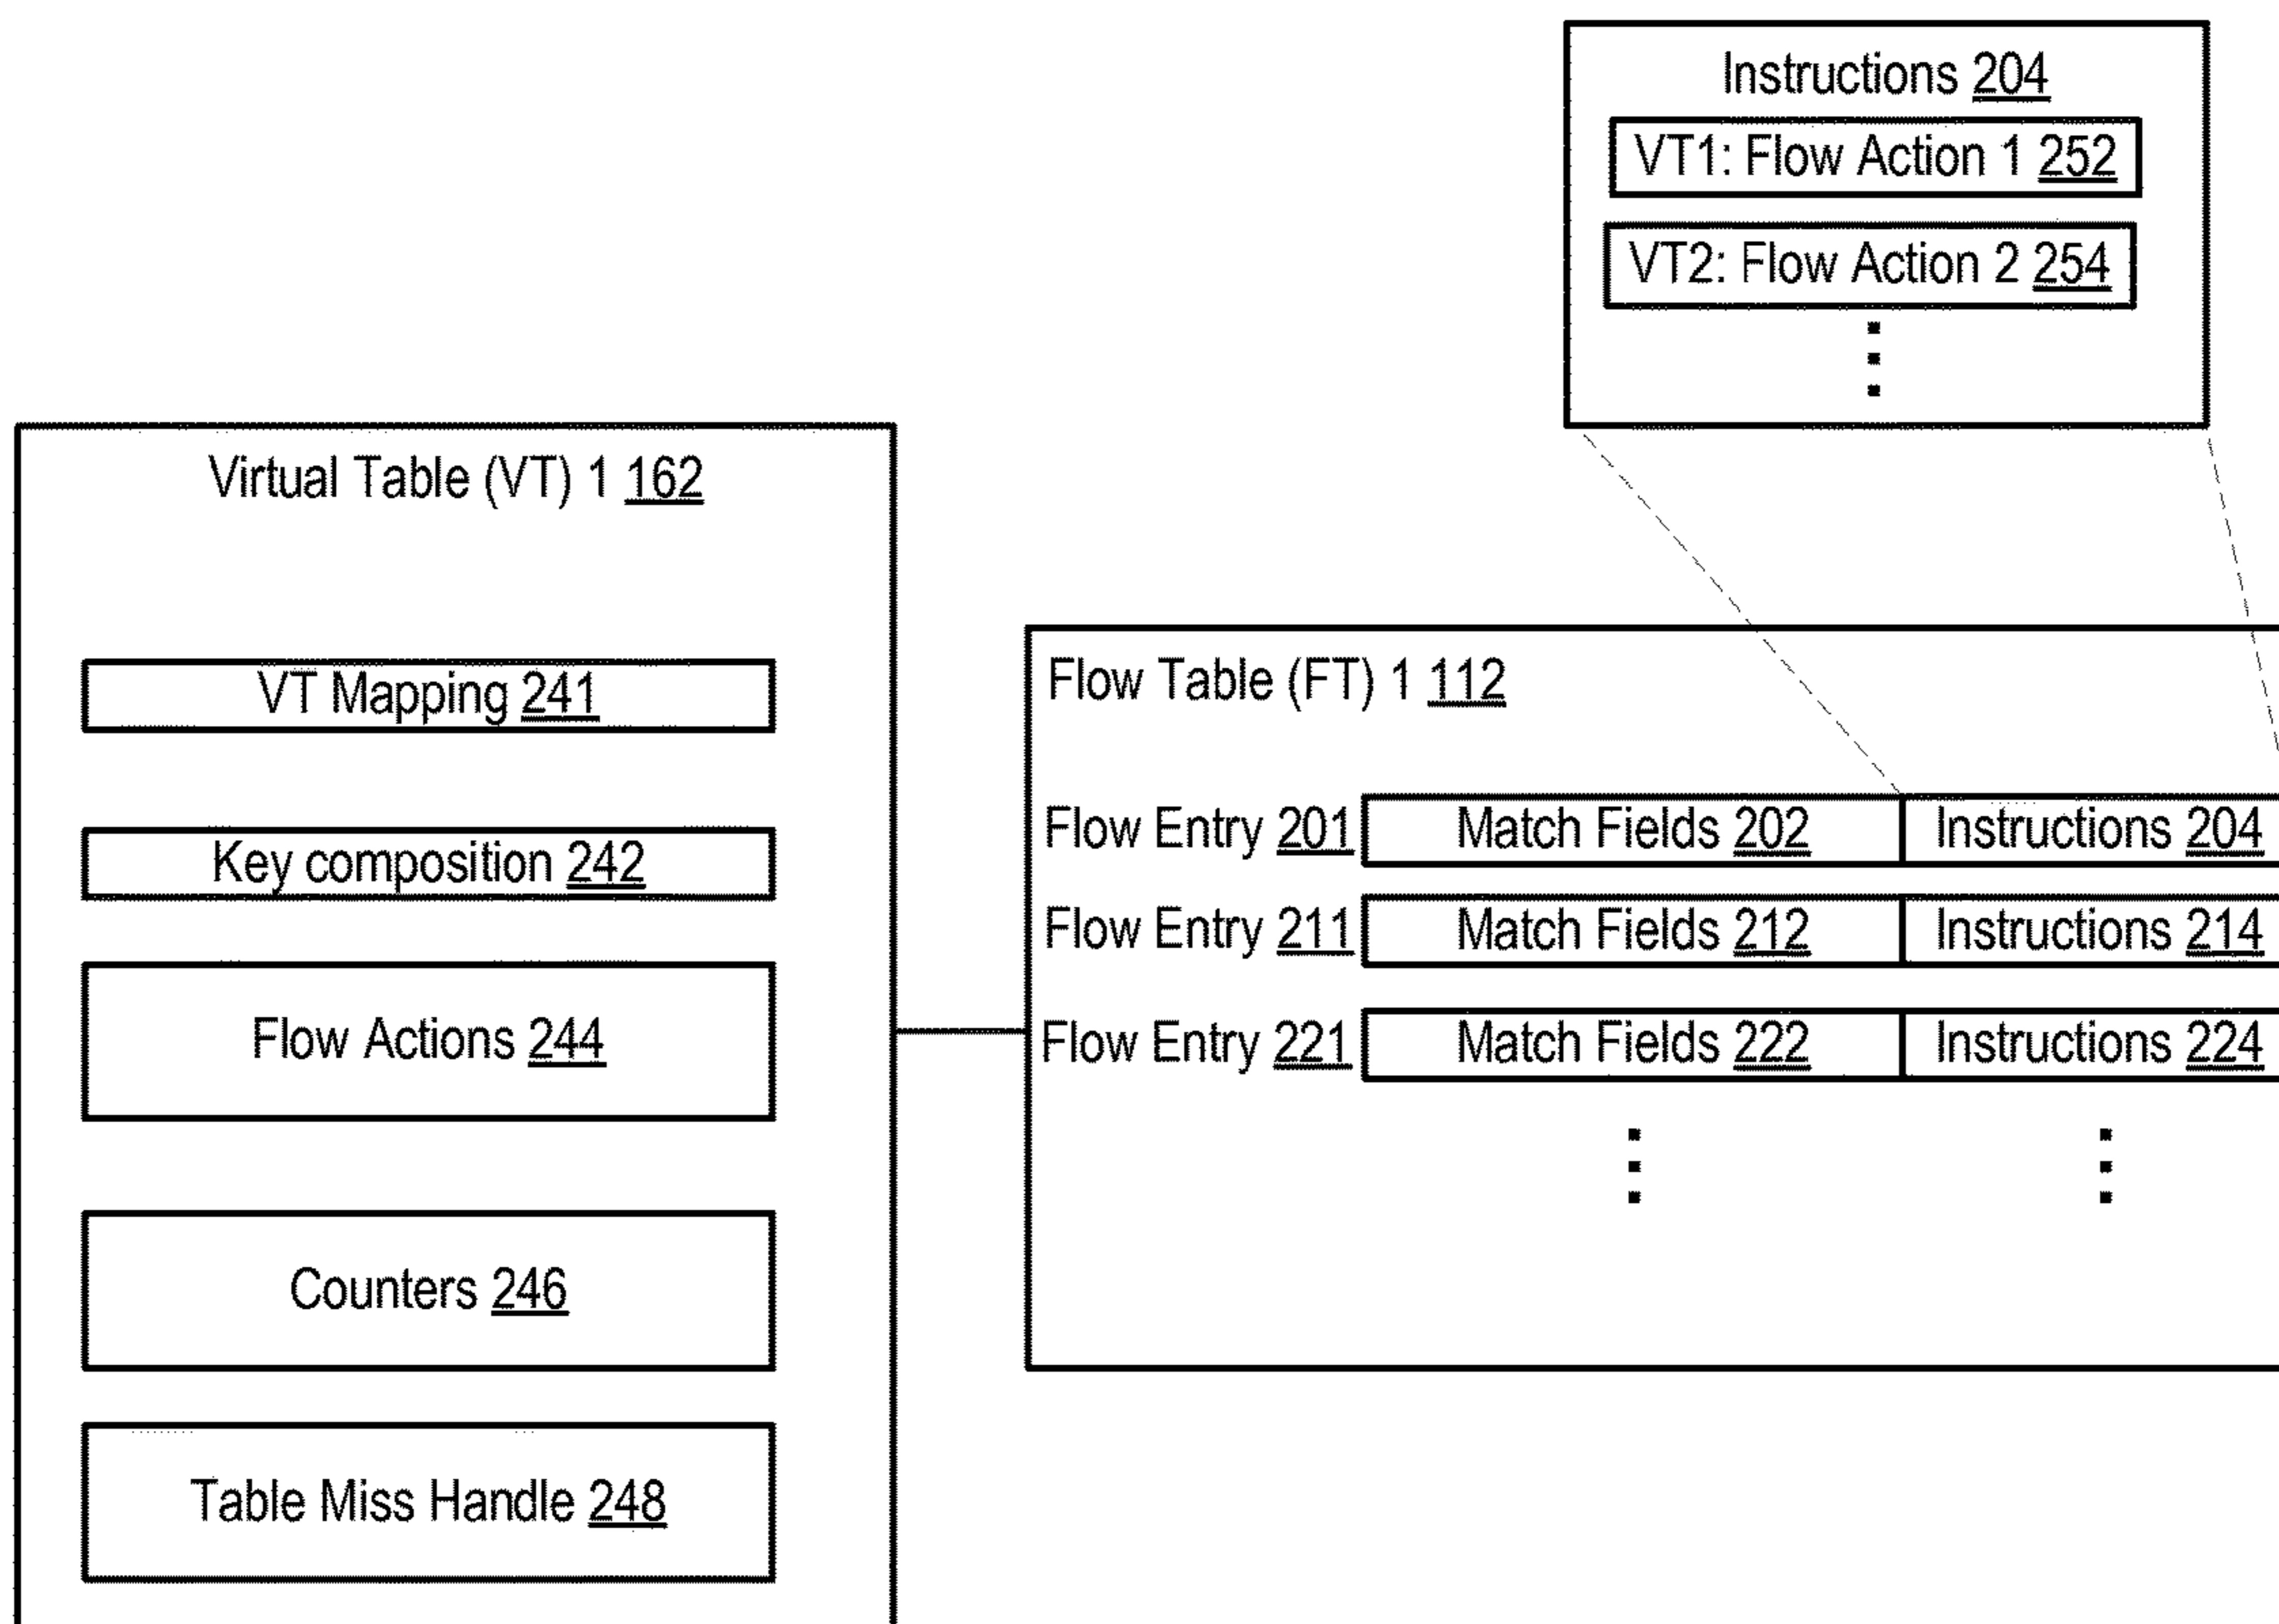 Instructions 204
VT1: Flow Action 1 252
VT2: Flow Action 2 254
Virtual Table (VT) 1 162
VT Mapping 241
Key composition 242
Flow Actions 244
Counters 246
Table Miss Handle 248
Flow Table (FT) 1 112
Flow Entry 201 Match Fields 202 Instructions 204
Flow Entry 211 Match Fields 212 Instructions 214
Flow Entry 221 Match Fields 222 Instructions 224